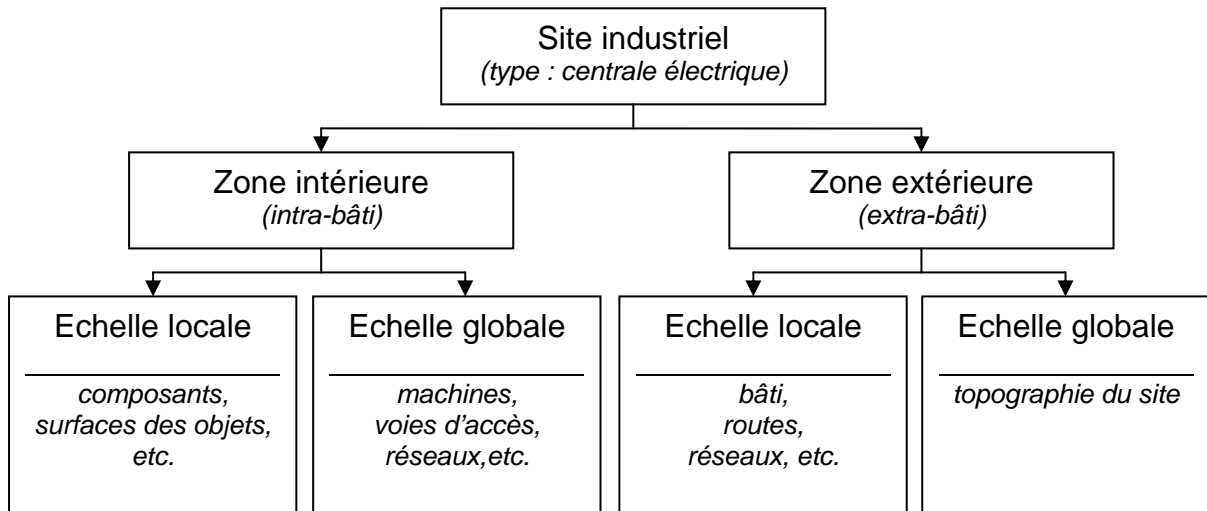 Site industriel
(type : centrale électrique)
Zone intérieure
(intra-bâti)
Zone extérieure
(extra-bâti)
Echelle locale
composants,
surfaces des objets,
etc.
Echelle globale
machines,
voies d'accès,
réseaux,etc.
Echelle locale
bâti,
routes,
réseaux, etc.
Echelle globale
topographie du site